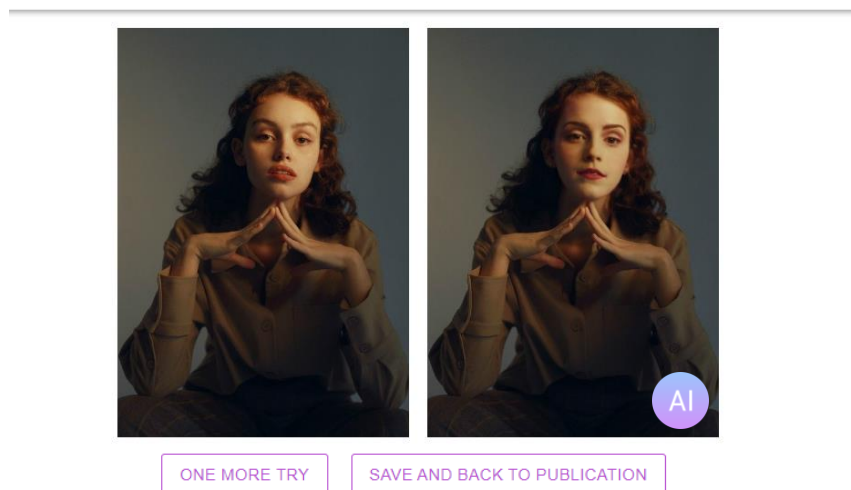 AI
ONE MORE TRY
SAVE AND BACK TO PUBLICATION